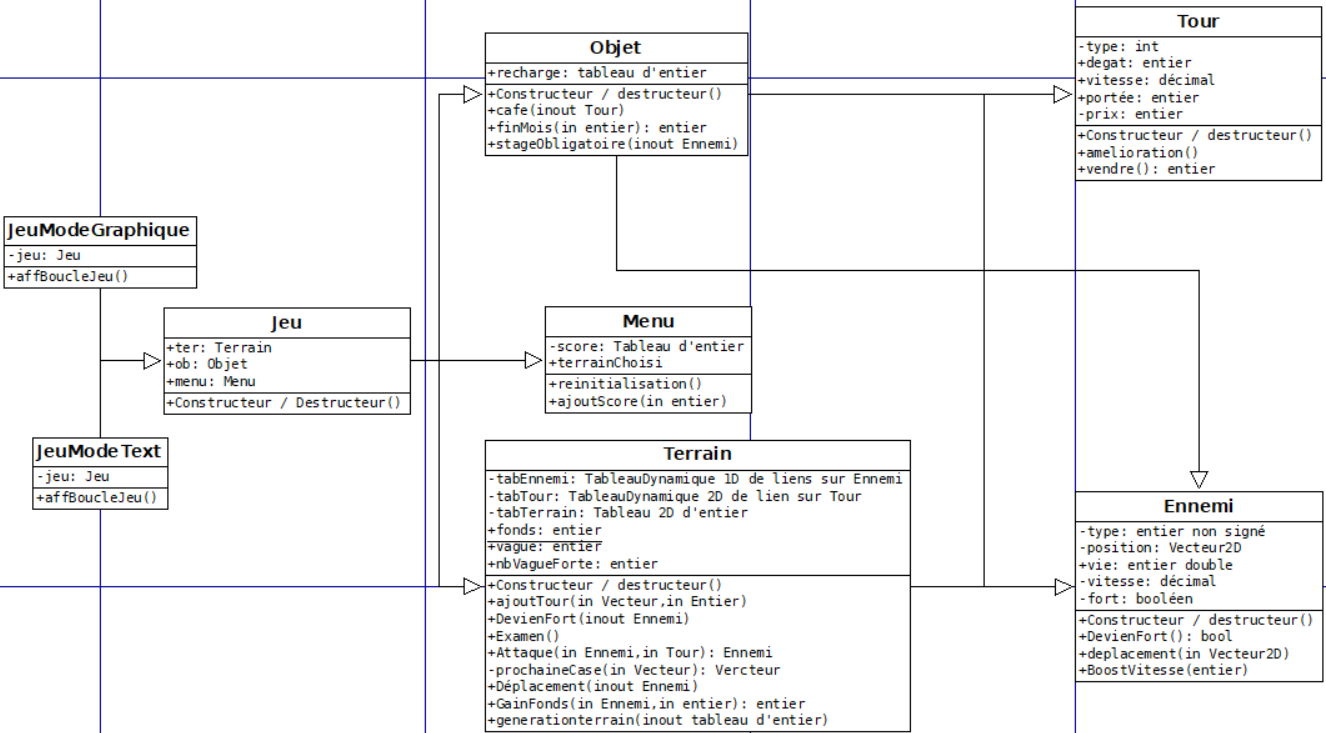 Tour
-type: int
+degat: entier
+vitesse: décimal
+portée: entier
-prix: entier
+Constructeur / destructeur()
+amelioration()
+vendre(): entier
Objet
+recharge: tableau d'entier
+Constructeur / destructeur()
+cafe(inout Tour)
+finMois(in entier): entier
+stageObligatoire(inout Ennemi)
JeuModeGraphique
-jeu: Jeu
+affBoucleJeu()
Jeu
+ter: Terrain
+ob: Objet
+menu: Menu
+Constructeur / Destructeur()
Menu
-score: Tableau d'entier
+terrainChoisi
+reinitialisation()
+ajoutScore(in entier)
JeuModeText
-jeu: Jeu
+affBoucleJeu()
Terrain
-tabEnnemi: TableauDynamique 1D de liens sur Ennemi
-tabTour: TableauDynamique 2D de lien sur Tour
-tabTerrain: Tableau 2D d'entier
+fonds: entier
+vague: entier
+nbVagueForte: entier
+Constructeur / destructeur()
+ajoutTour(in Vecteur,in Entier)
+DevienFort(inout Ennemi)
+Examen()
+Attaque(in Ennemi,in Tour): Ennemi
-prochaineCase(in Vecteur): Vercteur
+Déplacement(inout Ennemi)
+GainFonds(in Ennemi,in entier): entier
+generationterrain(inout tableau d'entier)
Ennemi
-type: entier non signé
-position: Vecteur2D
+vie: entier double
-vitesse: décimal
-fort: booléen
+Constructeur / destructeur()
+DevienFort(): bool
+deplacement(in Vecteur2D)
+BoostVitesse(entier)